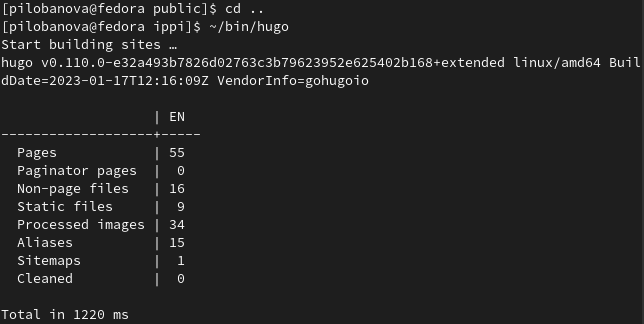 [pilobanova@fedora public]$ cd ..
[pilobanova@fedora ippi]$ ~/bin/hugo
Start building sites …
hugo v0.110.0-e32a493b7826d02763c3b79623952e625402b168+extended linux/amd64 Buil
dDate=2023-01-17T12:16:09Z VendorInfo=gohugoio
                   | EN
-------------------+-----
  Pages            | 55
  Paginator pages  |  0
  Non-page files   | 16
  Static files     |  9
  Processed images | 34
  Aliases          | 15
  Sitemaps         |  1
  Cleaned          |  0
Total in 1220 ms